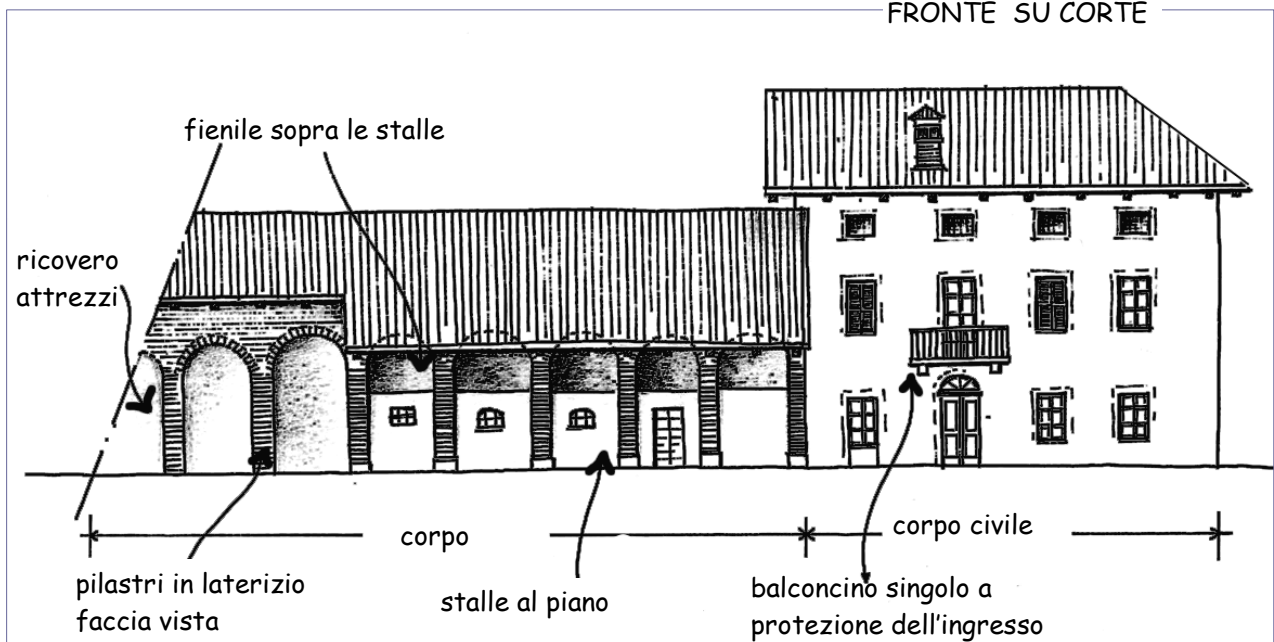 FRONTE SU CORTE
fienile sopra le stalle
ricovero
attrezzi
corpo
corpo civile
pilastri in laterizio
faccia vista
stalle al piano
balconcino singolo a
protezione dell'ingresso